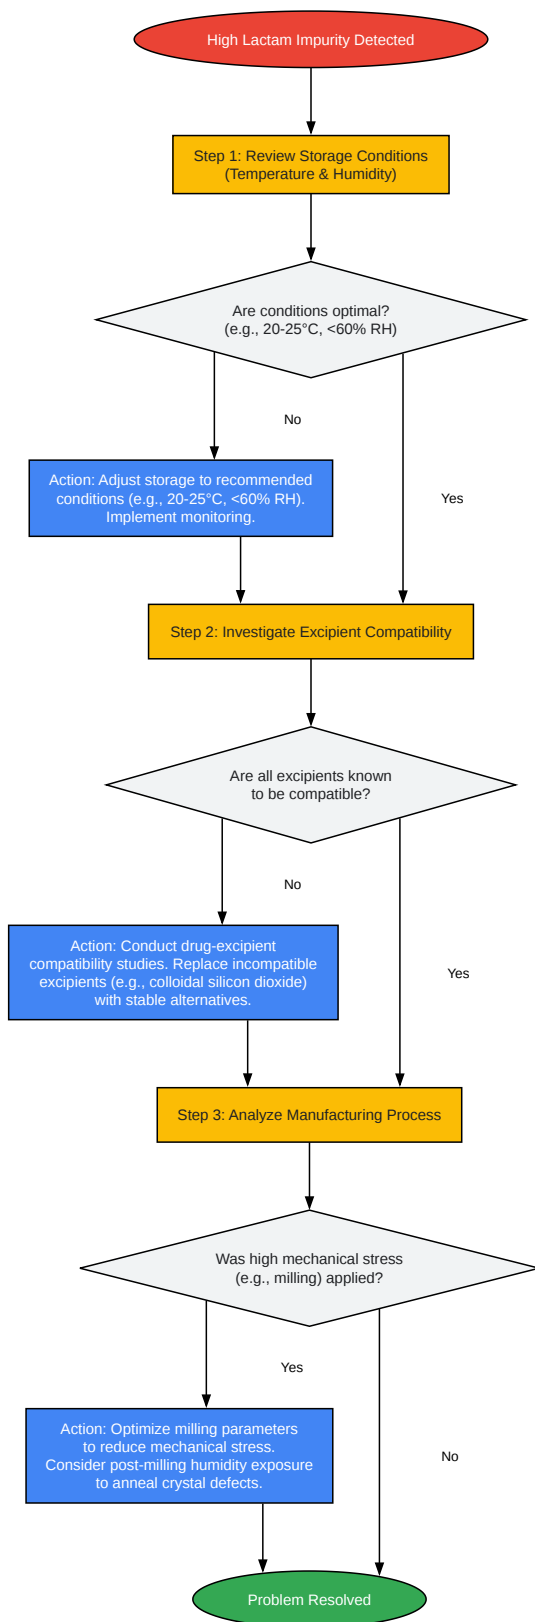 High Lactam Impurity Detected
Step 1: Review Storage Conditions
(Temperature & Humidity)
Are conditions optimal?
(e.g., 20-25°C, <60% RH)
No
Action: Adjust storage to recommended
conditions (e.g., 20-25°C, <60% RH).
Implement monitoring.
Yes
Step 2: Investigate Excipient Compatibility
Are all excipients known
to be compatible?
No
Action: Conduct drug-excipient
compatibility studies. Replace incompatible
excipients (e.g., colloidal silicon dioxide)
with stable alternatives.
Yes
Step 3: Analyze Manufacturing Process
Was high mechanical stress
(e.g., milling) applied?
Yes
Action: Optimize milling parameters
to reduce mechanical stress.
Consider post-milling humidity exposure
to anneal crystal defects.
No
Problem Resolved